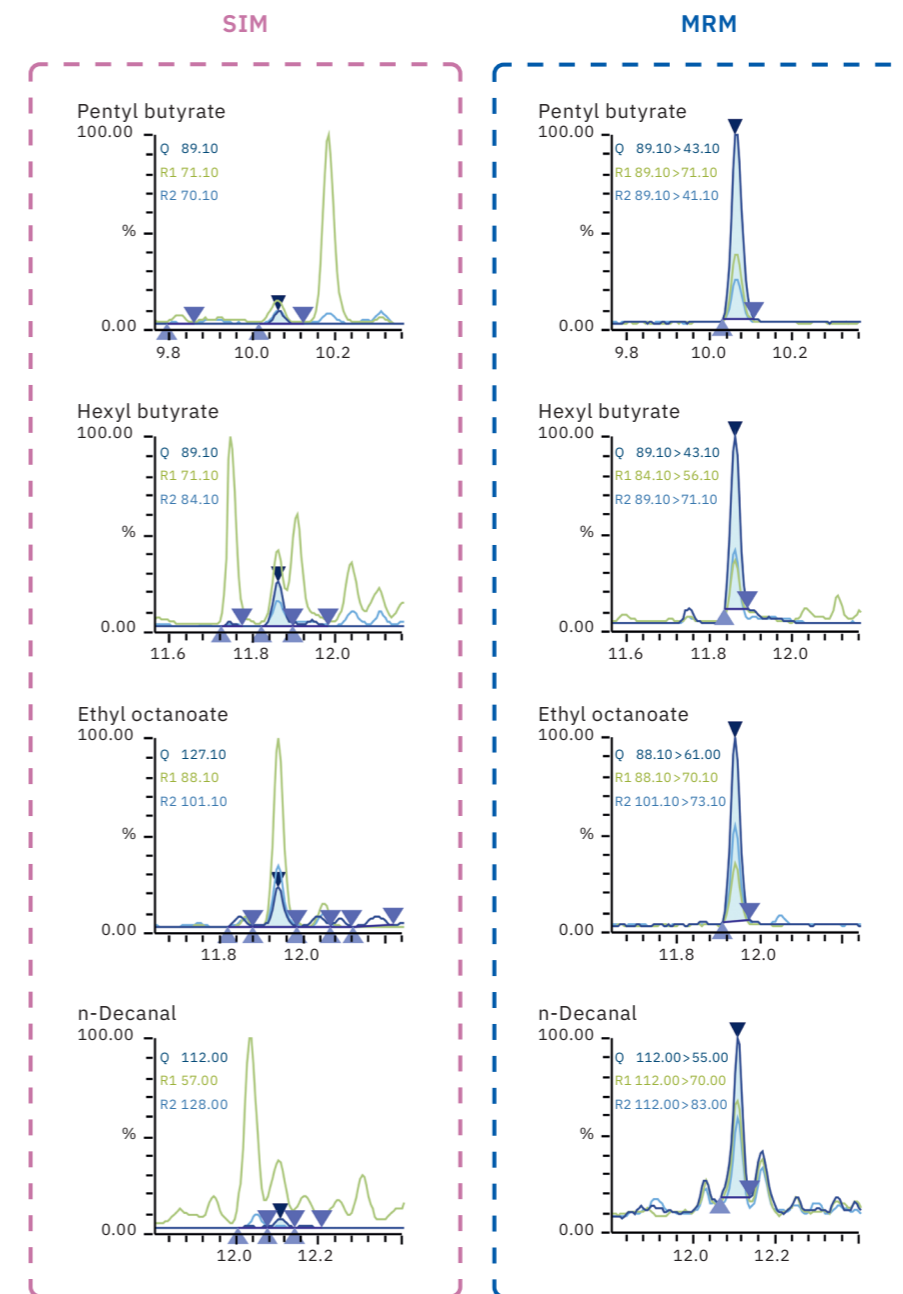 SIM
Pentyl butyrate
100.00
Q 89.10
R1 71.10
R2 70.10
%
0.00
9.8 10.0 10.2
Hexyl butyrate
100.00
Q 89.10
R1 71.10
R2 84.10
%
0.00
11.6 11.8 12.0
Ethyl octanoate
100.00
Q 127.10
R1 88.10
R2 101.10
%
0.00
11.8 12.0
n-Decanal
100.00
Q 112.00
R1 57.00
R2 128.00
%
0.00
12.0 12.2
MRM
Pentyl butyrate
100.00
Q 89.10>43.10
R1 89.10>71.10
R2 89.10>41.10
%
0.00
9.8 10.0 10.2
Hexyl butyrate
100.00
Q 89.10>43.10
R1 84.10>56.10
R2 89.10>71.10
%
0.00
11.6 11.8 12.0
Ethyl octanoate
100.00
Q 88.10>61.00
R1 88.10>70.10
R2 101.10>73.10
%
0.00
11.8 12.0
n-Decanal
100.00
Q 112.00>55.00
R1 112.00>70.00
R2 112.00>83.00
%
0.00
12.0 12.2